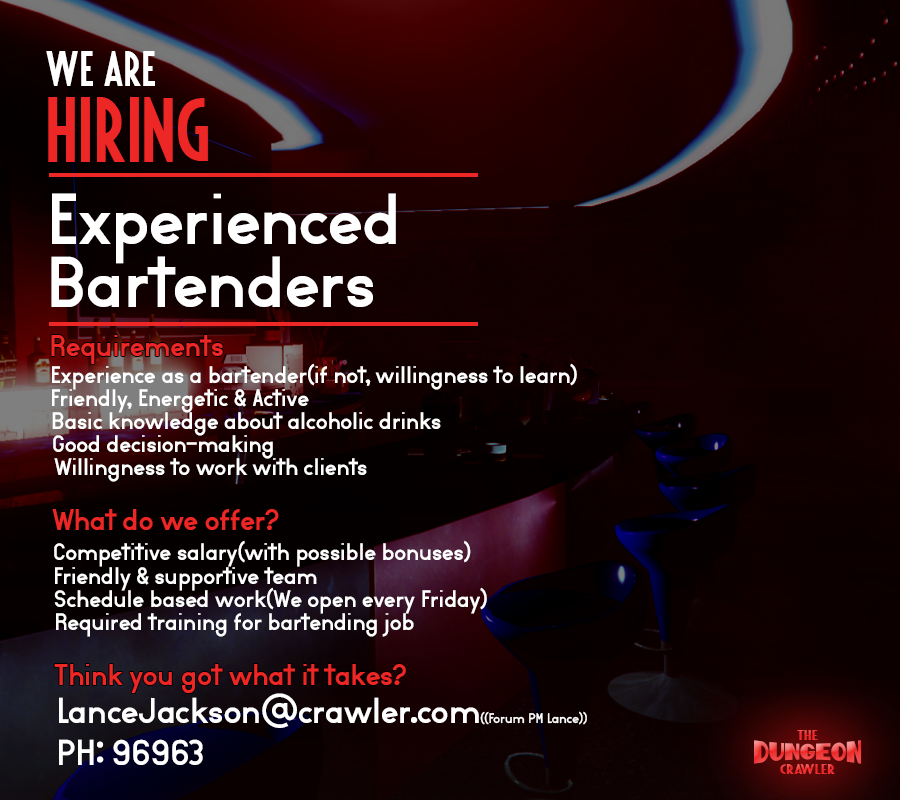 WE ARE
HIRING
Experienced
Bartenders
Requirements
Experience as a bartender(if not, willingness to learn)
Friendly, Energetic & Active
Basic knowledge about alcoholic drinks
Good decision-making
Willingness to work with clients
What do we offer?
Competitive salary(with possible bonuses)
Friendly & supportive team
Schedule based work(We open every Friday)
Required training for bartending job
Think you got what it takes?
LanceJackson@crawler.com((Forum PM Lance))
PH: 96963
THE
DUNGEON
CRAWLER